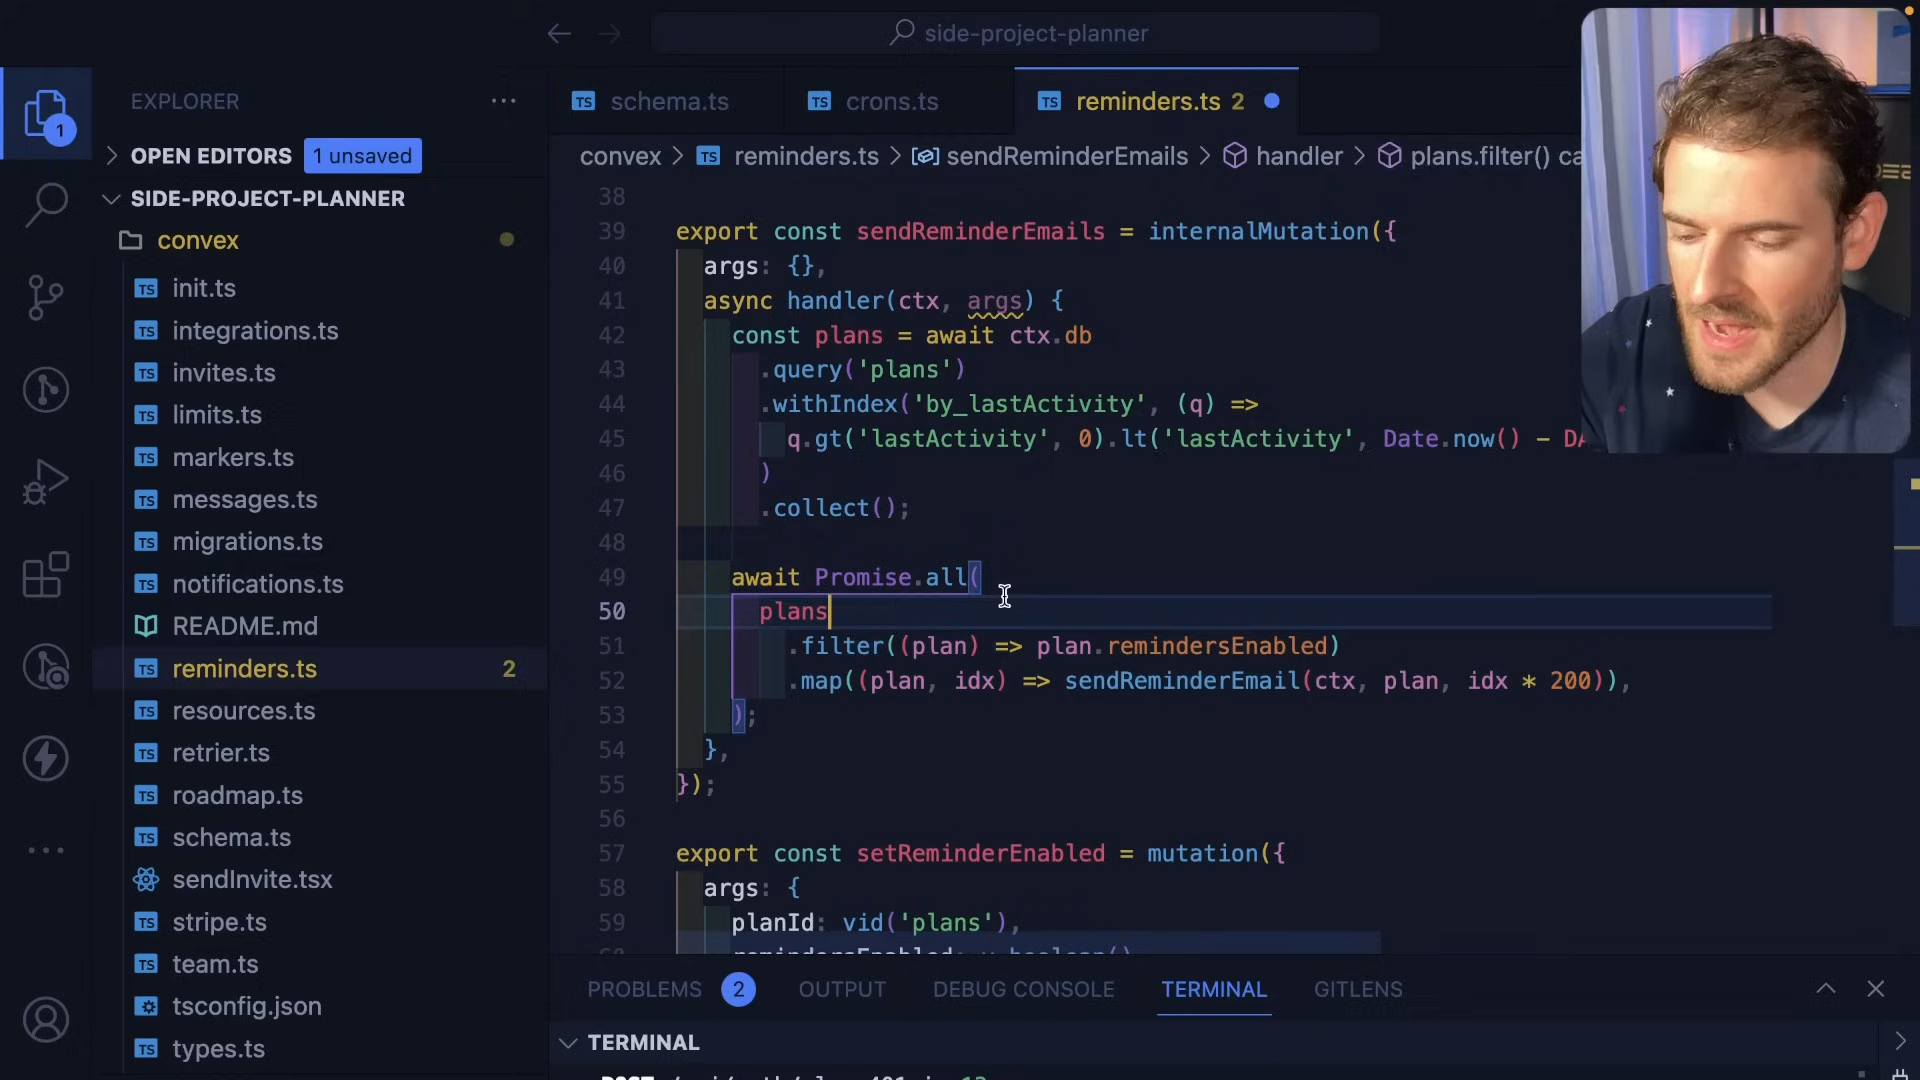 side-project-planner
EXPLORER
schema.ts
crons.ts
reminders.ts 2
1
OPEN EDITORS 1 unsaved
convex > reminders.ts > sendReminderEmails > handler > plans.filter()
SIDE-PROJECT-PLANNER
convex
init.ts
integrations.ts
invites.ts
limits.ts
markers.ts
messages.ts
migrations.ts
notifications.ts
README.md
reminders.ts 2
resources.ts
retrier.ts
roadmap.ts
schema.ts
sendInvite.tsx
stripe.ts
team.ts
tsconfig.json
types.ts
38
39 export const sendReminderEmails = internalMutation({
40 args: {},
41 async handler(ctx, args) {
42 const plans = await ctx.db
43 .query('plans')
44 .withIndex('by_lastActivity', (q) =>
45 q.gt('lastActivity', 0).lt('lastActivity', Date.now() -
46 )
47 .collect();
48
49 await Promise.all(
50 plans
51 .filter((plan) => plan.remindersEnabled)
52 .map((plan, idx) => sendReminderEmail(ctx, plan, idx * 200)),
53 );
54 },
55 });
56
57 export const setReminderEnabled = mutation({
58 args: {
59 planId: vid('plans'),
PROBLEMS 2 OUTPUT DEBUG CONSOLE TERMINAL GITLENS
TERMINAL